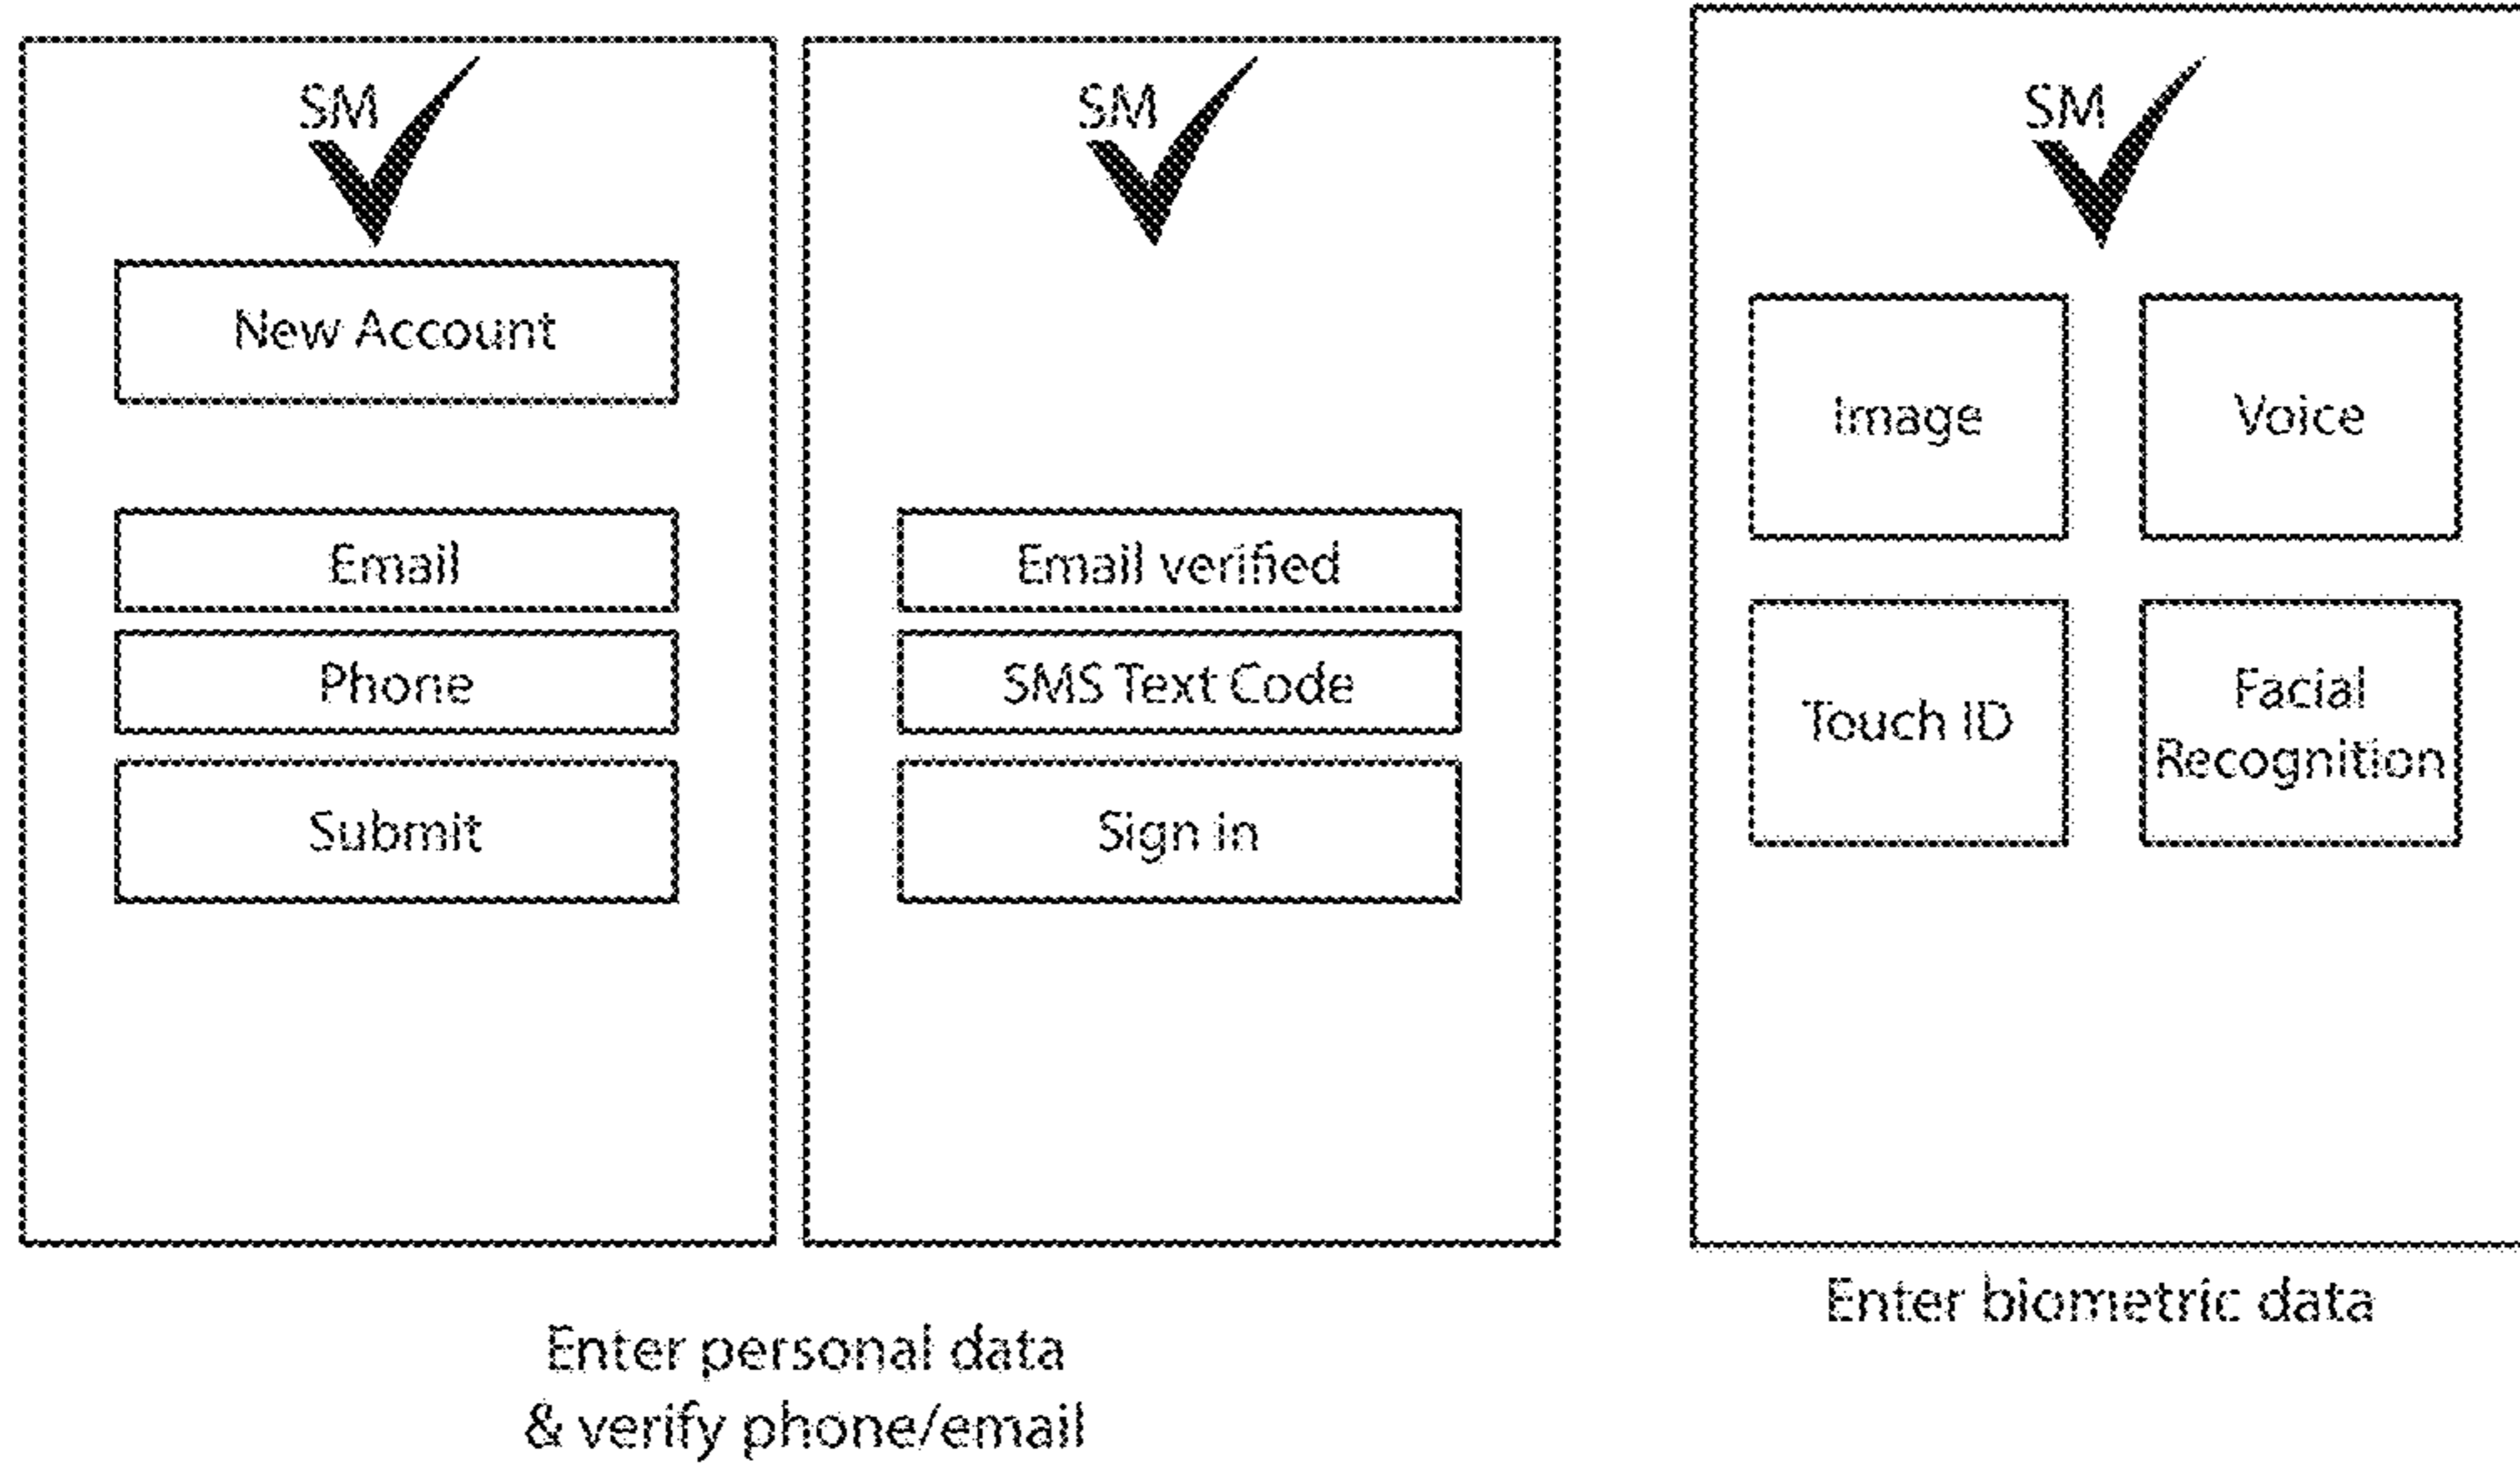 SM
New Account
Email
Phone
Submit
SM
Email verified
SMS Text Code
Sign in
Enter personal data
& verify phone/email
SM
Image
Voice
Touch ID
Facial
Recognition
Enter biometric data